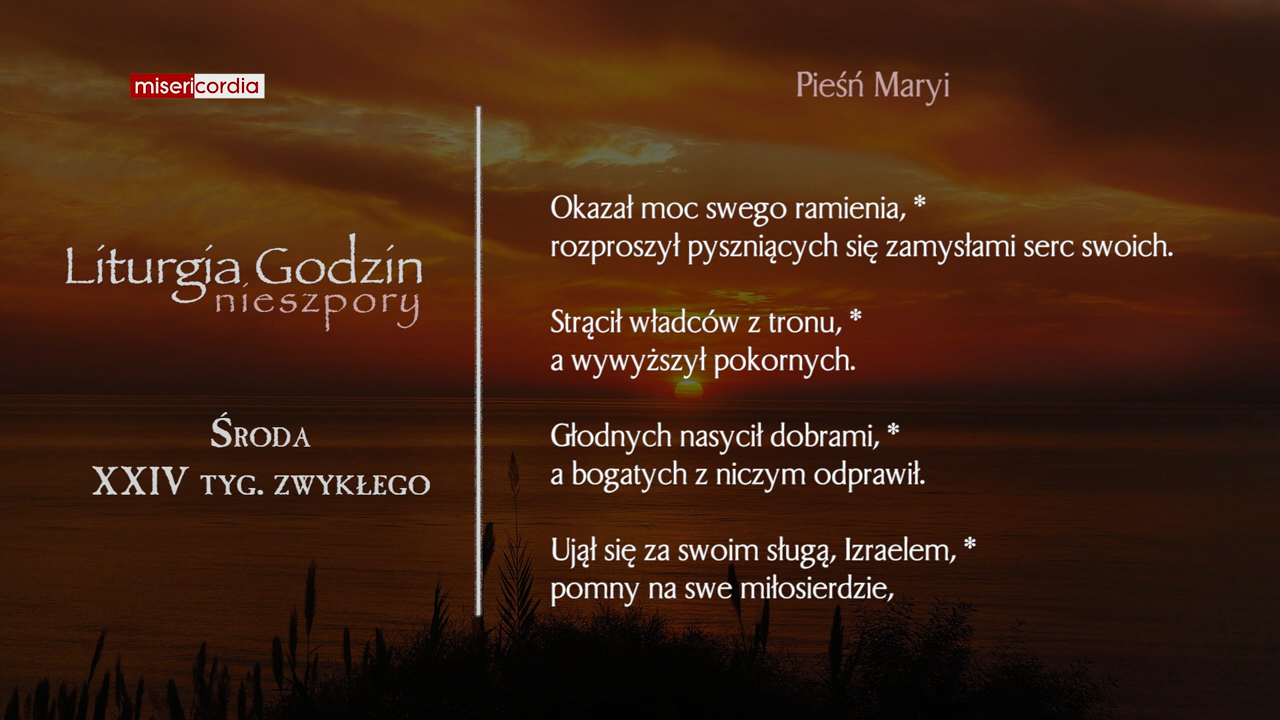 misericordia
Liturgia Godzin
nieszpory
Środa
XXIV tyg. zwykłego
Pieśń Maryi
Okazał moc swego ramienia, *
rozproszył pyszniących się zamysłami serc swoich.
Strącił władców z tronu, *
a wywyższył pokornych.
Głodnych nasycił dobrami, *
a bogatych z niczym odprawił.
Ujął się za swoim sługą, Izraelem, *
pomny na swe miłosierdzie,